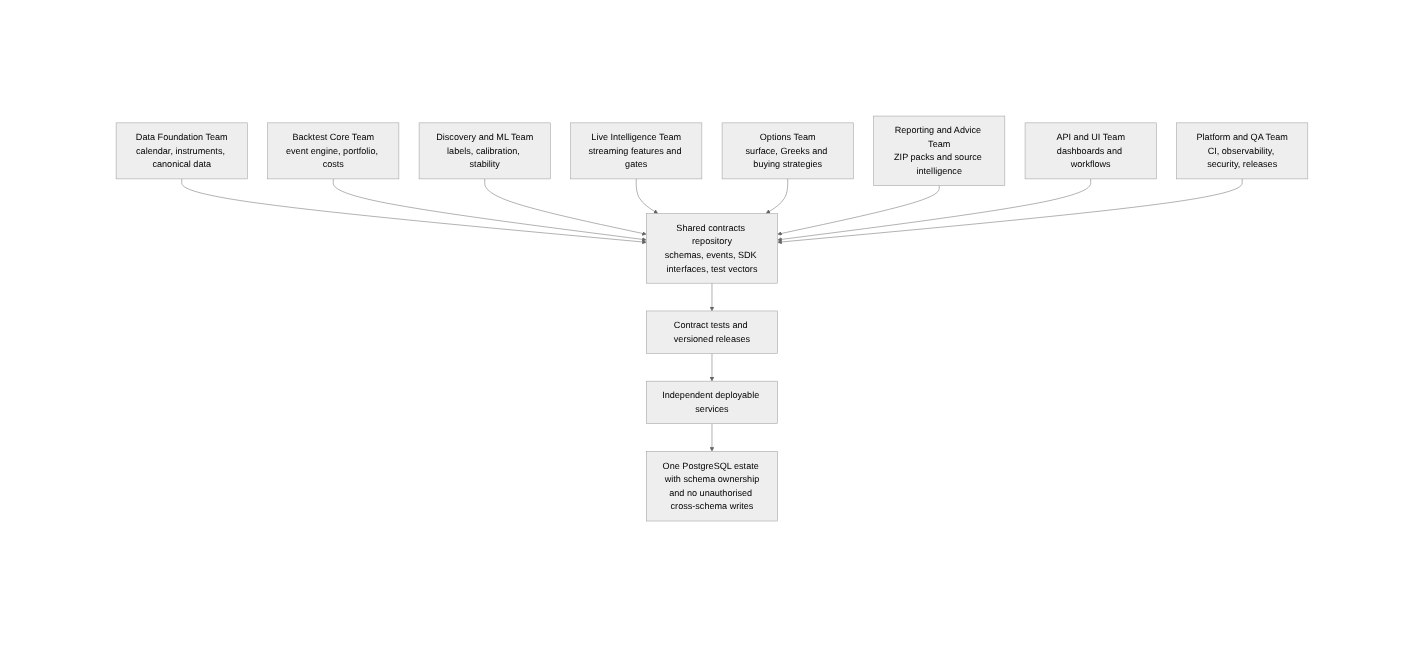 Data Foundation Team
calendar, instruments,
canonical data
Backtest Core Team
event engine, portfolio,
costs
Discovery and ML Team
labels, calibration,
stability
Live Intelligence Team
streaming features and
gates
Options Team
surface, Greeks and
buying strategies
Reporting and Advice
Team
ZIP packs and source
intelligence
API and UI Team
dashboards and
workflows
Platform and QA Team
CI, observability,
security, releases
Shared contracts
repository
schemas, events, SDK
interfaces, test vectors
Contract tests and
versioned releases
Independent deployable
services
One PostgreSQL estate
with schema ownership
and no unauthorised
cross-schema writes